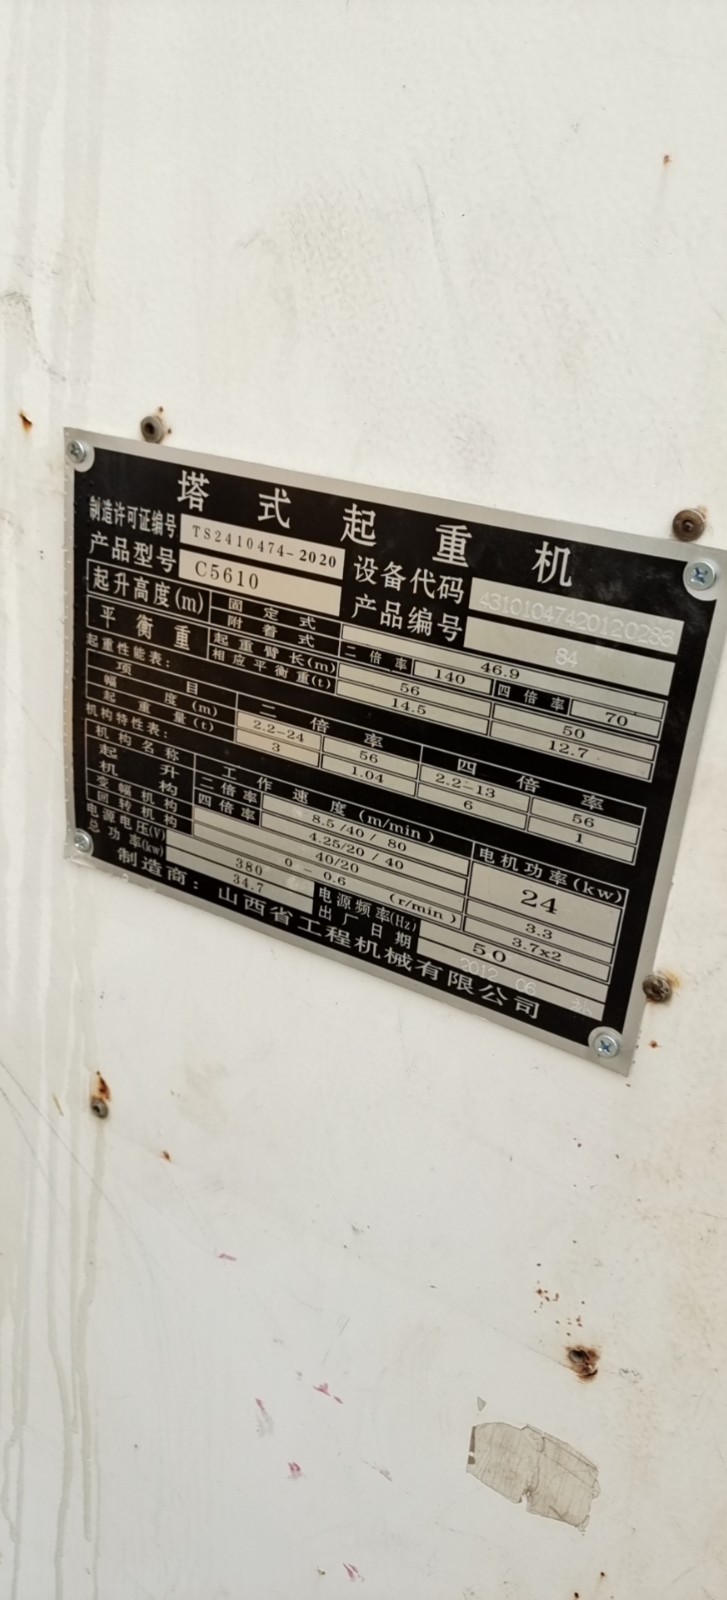 塔式起重机
制造许可证编号 TS2410474-2020 设备代码 43101047420120286
产品型号 C5610 产品编号 84
起升高度(m) 固定式 46.9
附着式 二倍率 140 四倍率 70
平衡重 起重臂长(m) 56 50
相应平衡重(t) 14.5 12.7
起重性能表:
项目 二倍率 四倍率
幅度(m) 2.2-24 56 2.2-13 56
起重量(t) 3 1.04 6 1
机构特性表:
机构名称 工作速度(m/min) 电机功率(kw)
起升机构 二倍率 8.5/40/80 24
四倍率 4.25/20/40
变幅机构 40/20 3.3
回转机构 0-0.6 (r/min) 3.7x2
电源电压(V) 380 电源频率(Hz) 50
总功率(kw) 34.7 出厂日期 2012 06
制造商:山西省工程机械有限公司